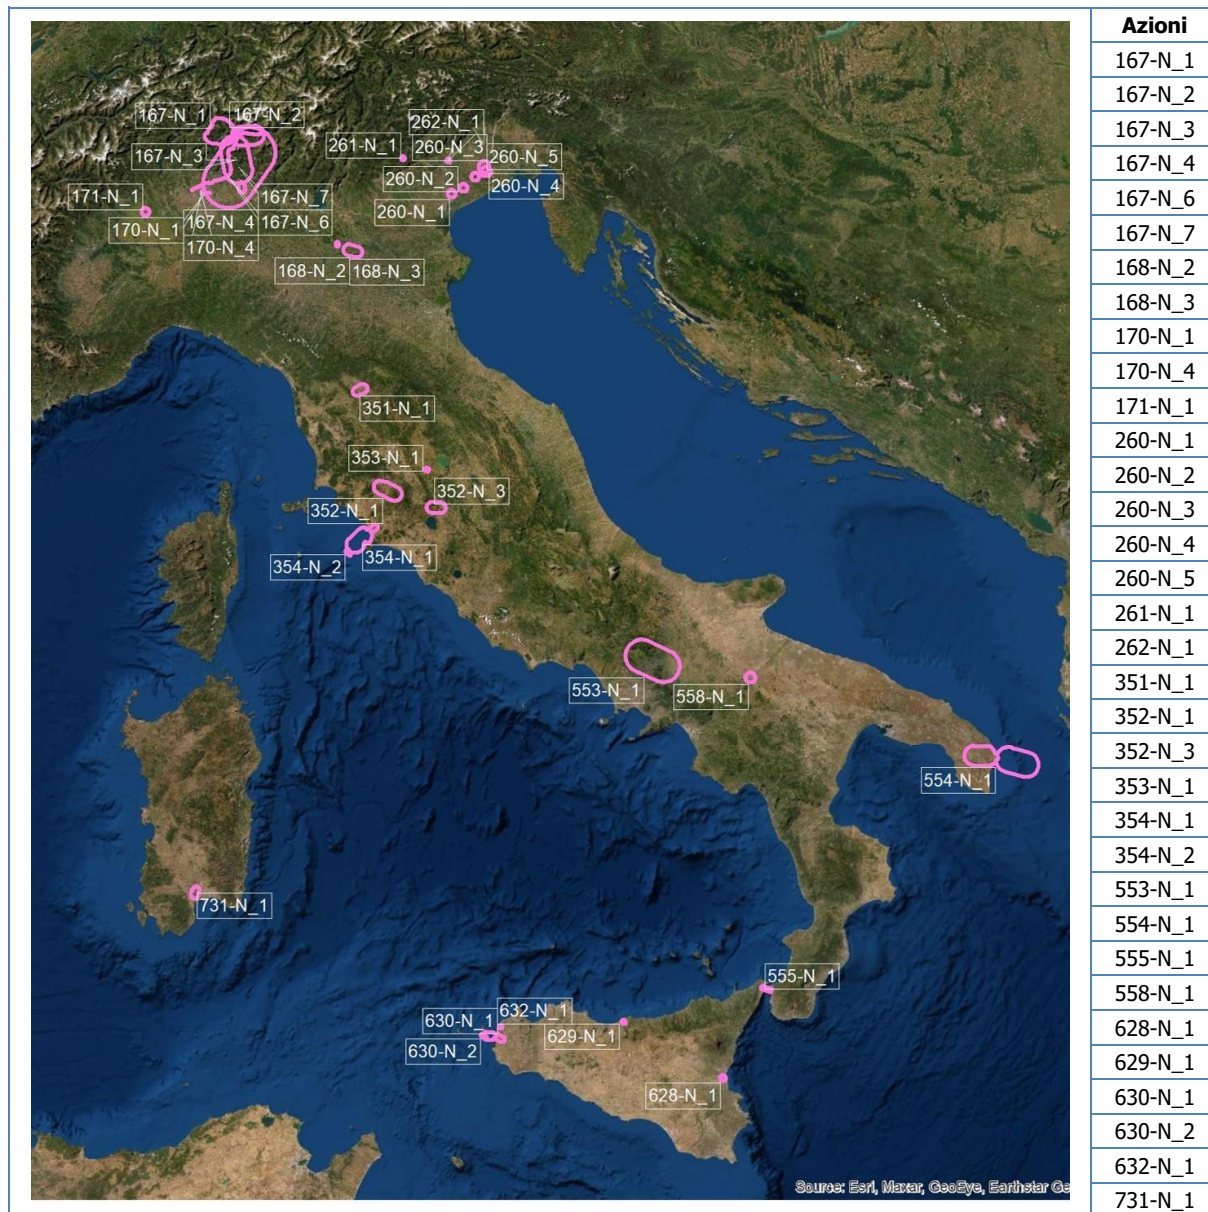 Azioni
167-N_1
167-N_2
167-N_3
167-N_4
167-N_6
167-N_7
168-N_2
168-N_3
170-N_1
170-N_4
171-N_1
260-N_1
260-N_2
260-N_3
260-N_4
260-N_5
261-N_1
262-N_1
351-N_1
352-N_1
352-N_3
353-N_1
354-N_1
354-N_2
553-N_1
554-N_1
555-N_1
558-N_1
628-N_1
629-N_1
630-N_1
630-N_2
632-N_1
731-N_1
167-N_1
167-N_2
262-N_1
261-N_1
260-N_3
167-N_3
260-N_5
260-N_2
260-N_4
171-N_1
167-N_7
260-N_1
170-N_1
167-N_4
167-N_6
170-N_4
168-N_2
168-N_3
351-N_1
353-N_1
352-N_3
352-N_1
354-N_1
354-N_2
553-N_1
558-N_1
554-N_1
731-N_1
555-N_1
632-N_1
630-N_1
629-N_1
630-N_2
628-N_1
Source: Esri, Maxar, GeoEye, Earthstar Ge